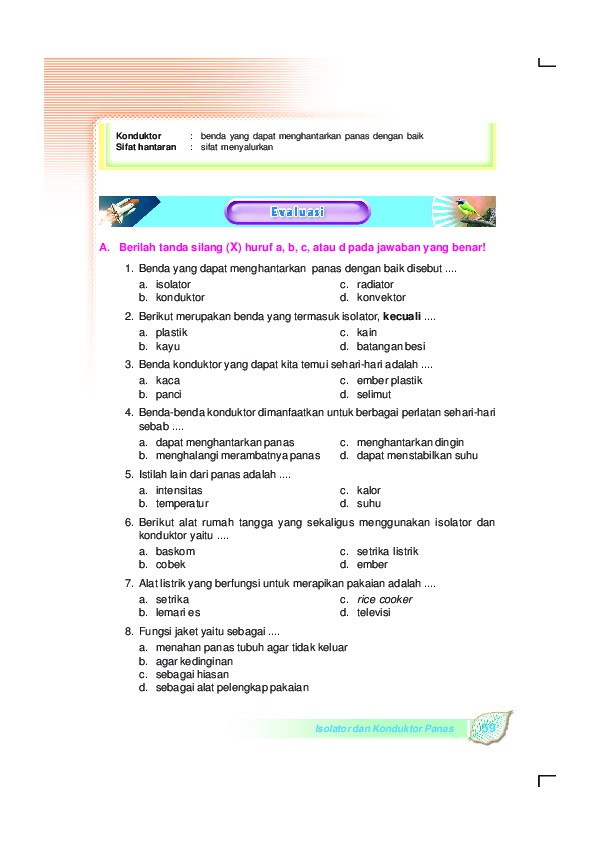 Konduktor : benda yang dapat menghantarkan panas dengan baik
Sifat hantaran : sifat menyalurkan
Evaluasi
A. Berilah tanda silang (X) huruf a, b, c, atau d pada jawaban yang benar!
1. Benda yang dapat menghantarkan panas dengan baik disebut ....
a. isolator c. radiator
b. konduktor d. konvektor
2. Berikut merupakan benda yang termasuk isolator, kecuali ....
a. plastik c. kain
b. kayu d. batangan besi
3. Benda konduktor yang dapat kita temui sehari-hari adalah ....
a. kaca c. ember plastik
b. panci d. selimut
4. Benda-benda konduktor dimanfaatkan untuk berbagai perlatan sehari-hari
sebab ....
a. dapat menghantarkan panas c. menghantarkan dingin
b. menghalangi merambatnya panas d. dapat menstabilkan suhu
5. Istilah lain dari panas adalah ....
a. intensitas c. kalor
b. temperatur d. suhu
6. Berikut alat rumah tangga yang sekaligus menggunakan isolator dan
konduktor yaitu ....
a. baskom c. setrika listrik
b. cobek d. ember
7. Alat listrik yang berfungsi untuk merapikan pakaian adalah ....
a. setrika c. rice cooker
b. lemari es d. televisi
8. Fungsi jaket yaitu sebagai ....
a. menahan panas tubuh agar tidak keluar
b. agar kedinginan
c. sebagai hiasan
d. sebagai alat pelengkap pakaian
Isolator dan Konduktor Panas 59